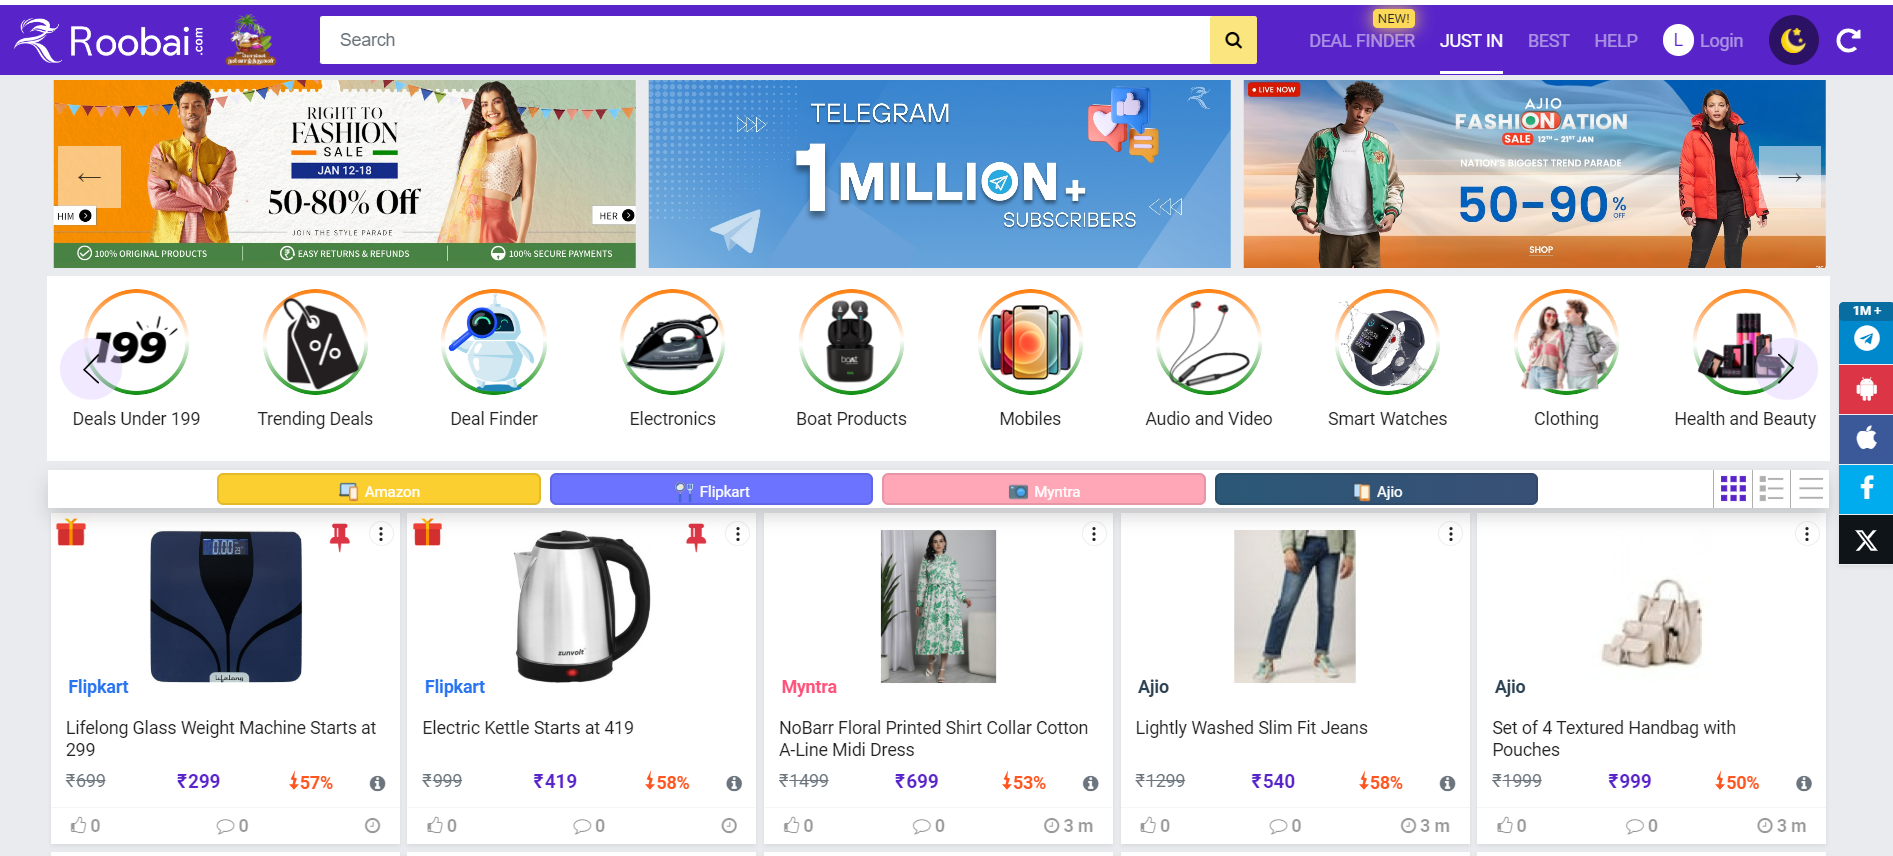 Roobai.com
Search
NEW!
DEAL FINDER
JUST IN
BEST
HELP
L
Login
RIGHT TO
FASHION
SALE
JAN 12-18
50-80% Off
JOIN THE STYLE PARADE
HIM
HER
100% ORIGINAL PRODUCTS
EASY RETURNS & REFUNDS
100% SECURE PAYMENTS
TELEGRAM
1MILLION+
SUBSCRIBERS
LIVE NOW
AJIO
FASHIONATION
SALE 12TH - 21ST JAN
NATION'S BIGGEST TREND PARADE
50-90% OFF
SHOP
199
%
boAt
Deals Under 199
Trending Deals
Deal Finder
Electronics
Boat Products
Mobiles
Audio and Video
Smart Watches
Clothing
Health and Beauty
1M +
Amazon
Flipkart
Myntra
Ajio
0.00
Lifelong
zunvolt
Flipkart
Flipkart
Myntra
Ajio
Ajio
Lifelong Glass Weight Machine Starts at
299
Electric Kettle Starts at 419
NoBarr Floral Printed Shirt Collar Cotton
A-Line Midi Dress
Lightly Washed Slim Fit Jeans
Set of 4 Textured Handbag with
Pouches
₹699 ₹299 57%
₹999 ₹419 58%
₹1499 ₹699 53%
₹1299 ₹540 58%
₹1999 ₹999 50%
0 0
0 0
0 0 3 m
0 0 3 m
0 0 3 m